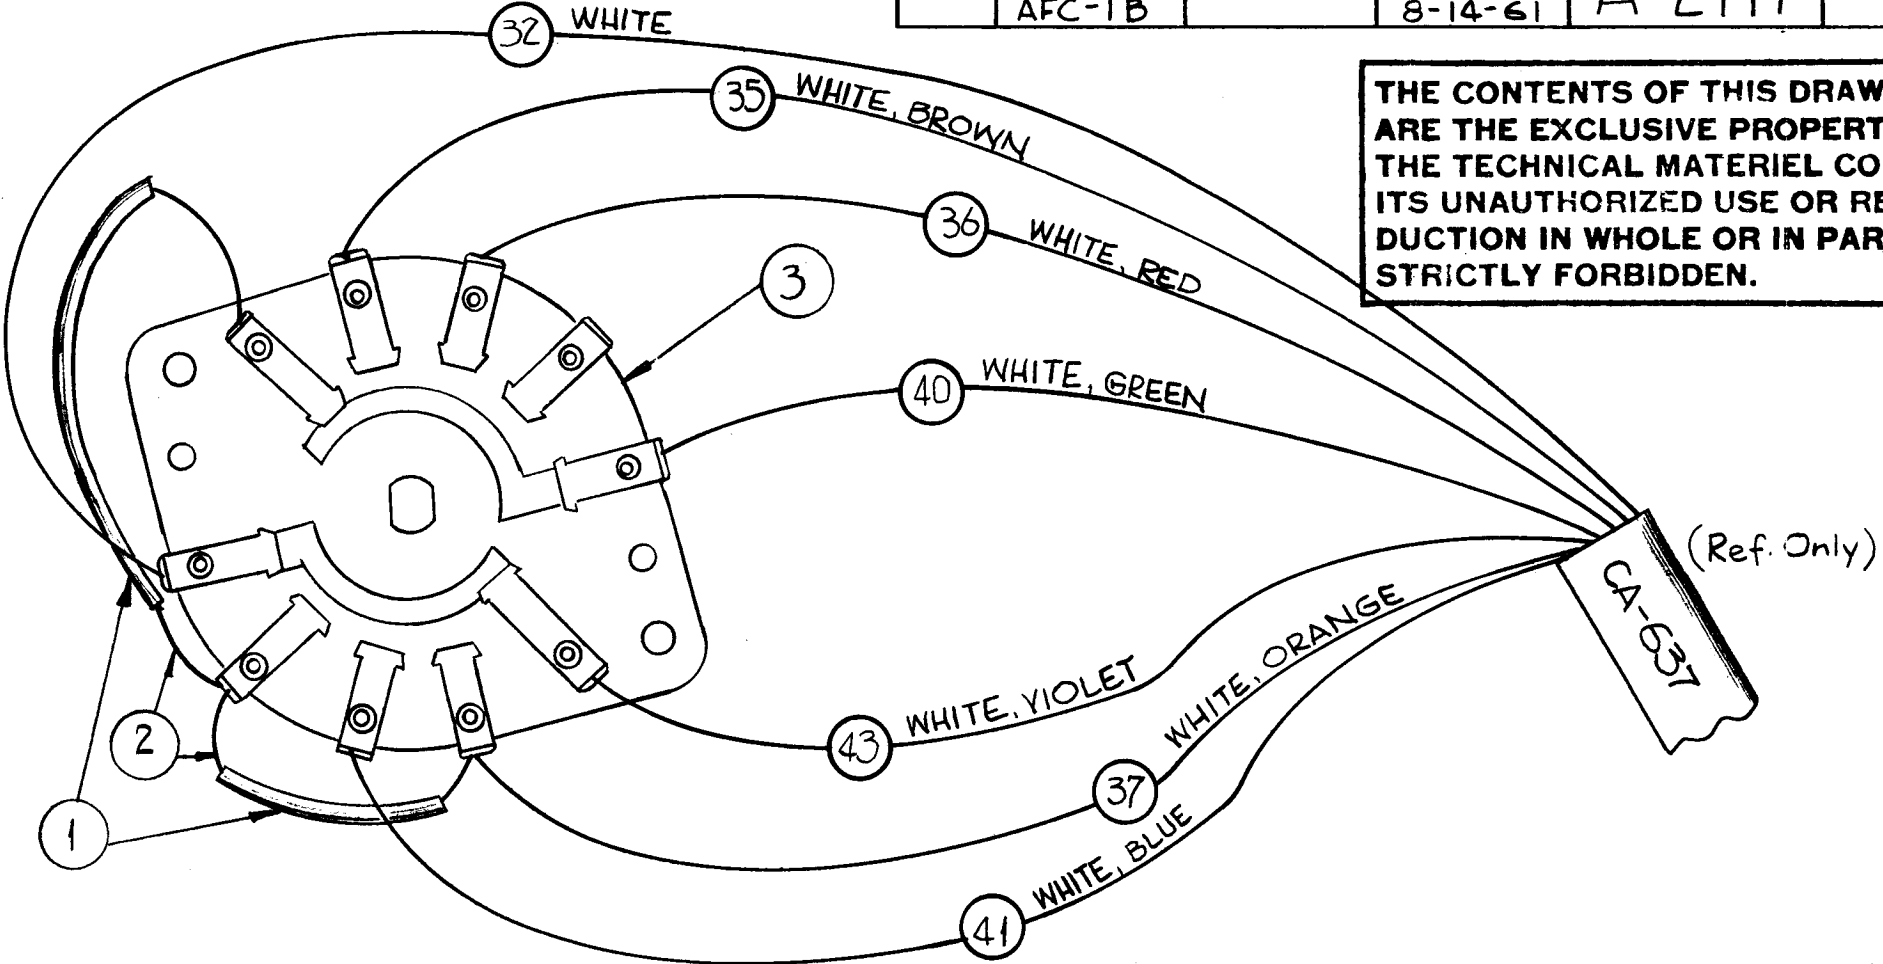 AFC-1B
8-14-61
32 WHITE
35 WHITE, BROWN
THE CONTENTS OF THIS DRAW
ARE THE EXCLUSIVE PROPERT
THE TECHNICAL MATERIEL CO
ITS UNAUTHORIZED USE OR RE
DUCTION IN WHOLE OR IN PAR
STRICTLY FORBIDDEN.
36 WHITE, RED
3
40 WHITE, GREEN
(Ref. Only)
CA-637
43 WHITE, VIOLET
37 WHITE, ORANGE
2
1
41 WHITE, BLUE